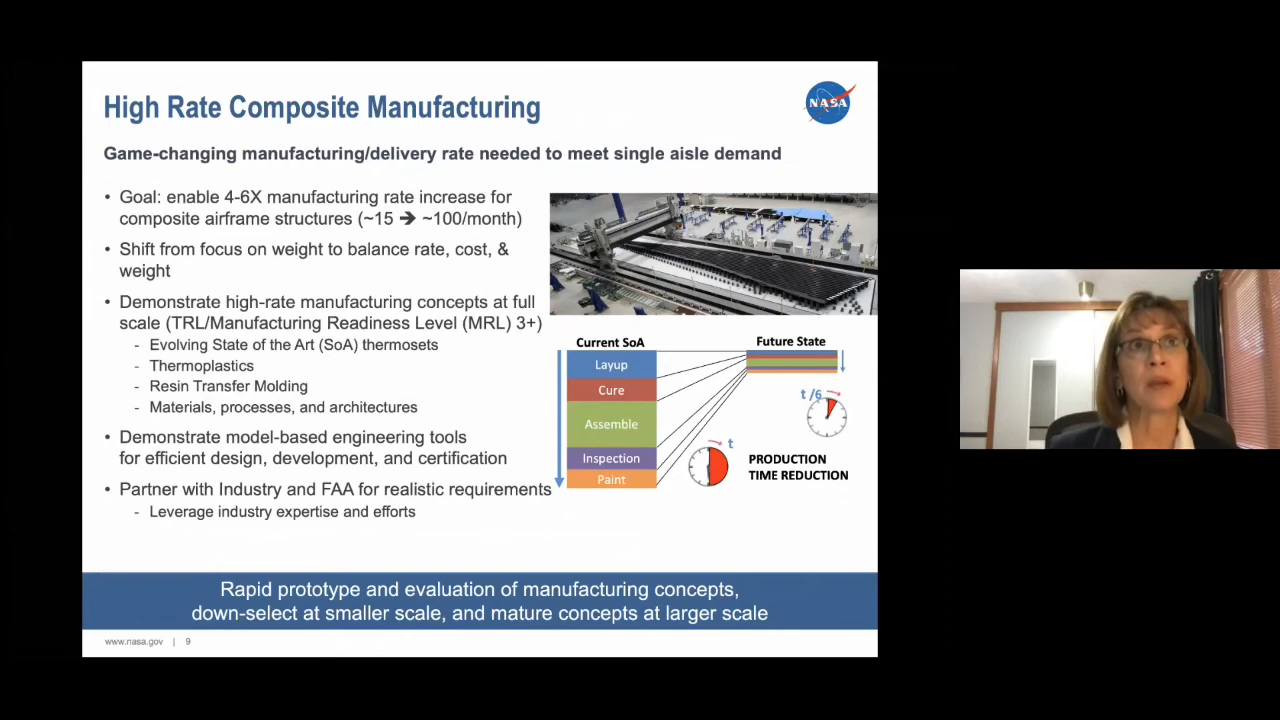 High Rate Composite Manufacturing
NASA
Game-changing manufacturing/delivery rate needed to meet single aisle demand
• Goal: enable 4-6X manufacturing rate increase for
composite airframe structures (~15 ➔ ~100/month)
• Shift from focus on weight to balance rate, cost, &
weight
• Demonstrate high-rate manufacturing concepts at full
scale (TRL/Manufacturing Readiness Level (MRL) 3+)
- Evolving State of the Art (SoA) thermosets
- Thermoplastics
- Resin Transfer Molding
- Materials, processes, and architectures
• Demonstrate model-based engineering tools
for efficient design, development, and certification
• Partner with Industry and FAA for realistic requirements
- Leverage industry expertise and efforts
Current SoA
Layup
Cure
Assemble
Inspection
Paint
Future State
t /6
t
PRODUCTION
TIME REDUCTION
Rapid prototype and evaluation of manufacturing concepts,
down-select at smaller scale, and mature concepts at larger scale
www.nasa.gov | 9